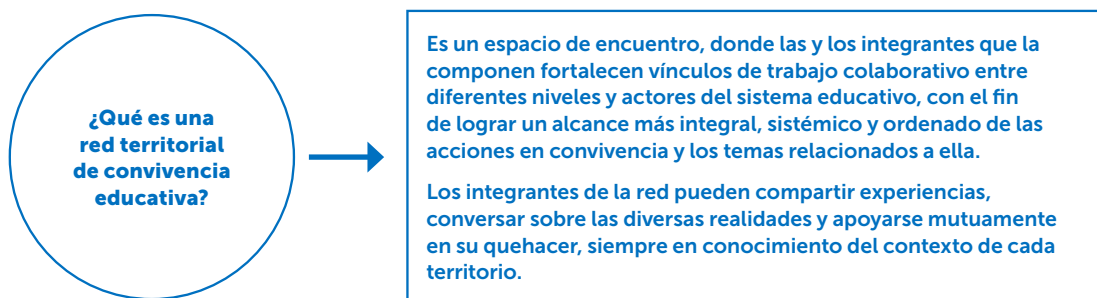 ¿Qué es una
red territorial
de convivencia
educativa?
Es un espacio de encuentro, donde las y los integrantes que la
componen fortalecen vínculos de trabajo colaborativo entre
diferentes niveles y actores del sistema educativo, con el fin
de lograr un alcance más integral, sistémico y ordenado de las
acciones en convivencia y los temas relacionados a ella.
Los integrantes de la red pueden compartir experiencias,
conversar sobre las diversas realidades y apoyarse mutuamente
en su quehacer, siempre en conocimiento del contexto de cada
territorio.